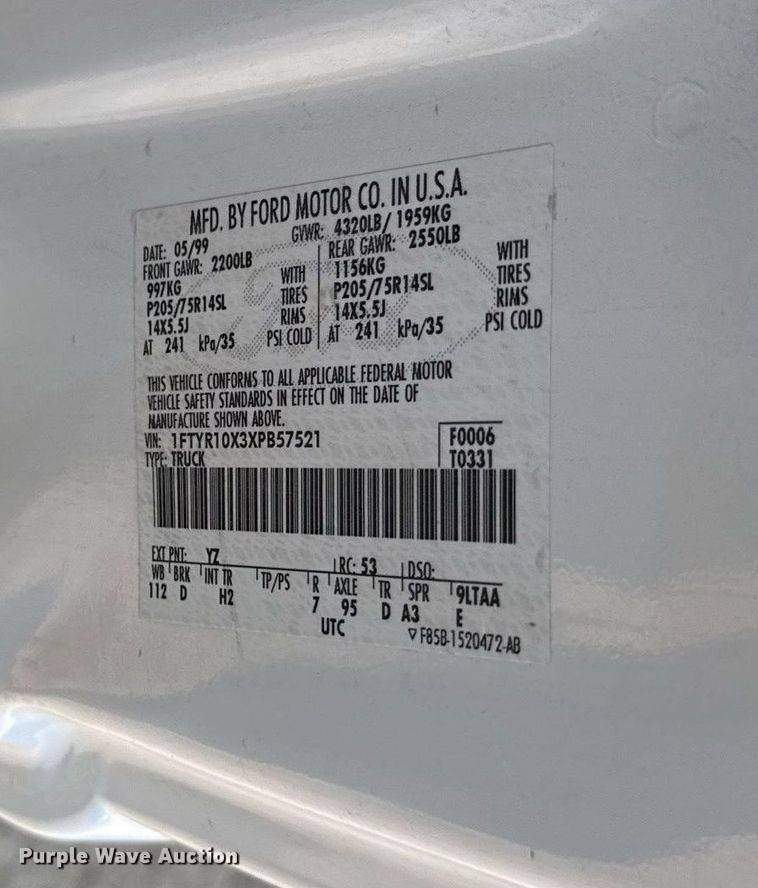 MFD. BY FORD MOTOR CO. IN U.S.A.
DATE: 05/99 GVWR: 4320LB/ 1959KG
FRONT GAWR: 2200LB REAR GAWR: 2550LB
997KG WITH 1156KG WITH
P205/75R14SL TIRES P205/75R14SL TIRES
14X5.5J RIMS 14X5.5J RIMS
AT 241 kPa/35 PSI COLD AT 241 kPa/35 PSI COLD
THIS VEHICLE CONFORMS TO ALL APPLICABLE FEDERAL MOTOR
VEHICLE SAFETY STANDARDS IN EFFECT ON THE DATE OF
MANUFACTURE SHOWN ABOVE.
VIN: 1FTYR10X3XPB57521 F0006
TYPE: TRUCK T0331
EXT PNT: YZ RC: 53 DSO:
WB BRK INT TR TP/PS R AXLE TR SPR 9LTAA
112 D H2 7 95 D A3 E
UTC ▽F85B-1520472-AB
Purple Wave Auction